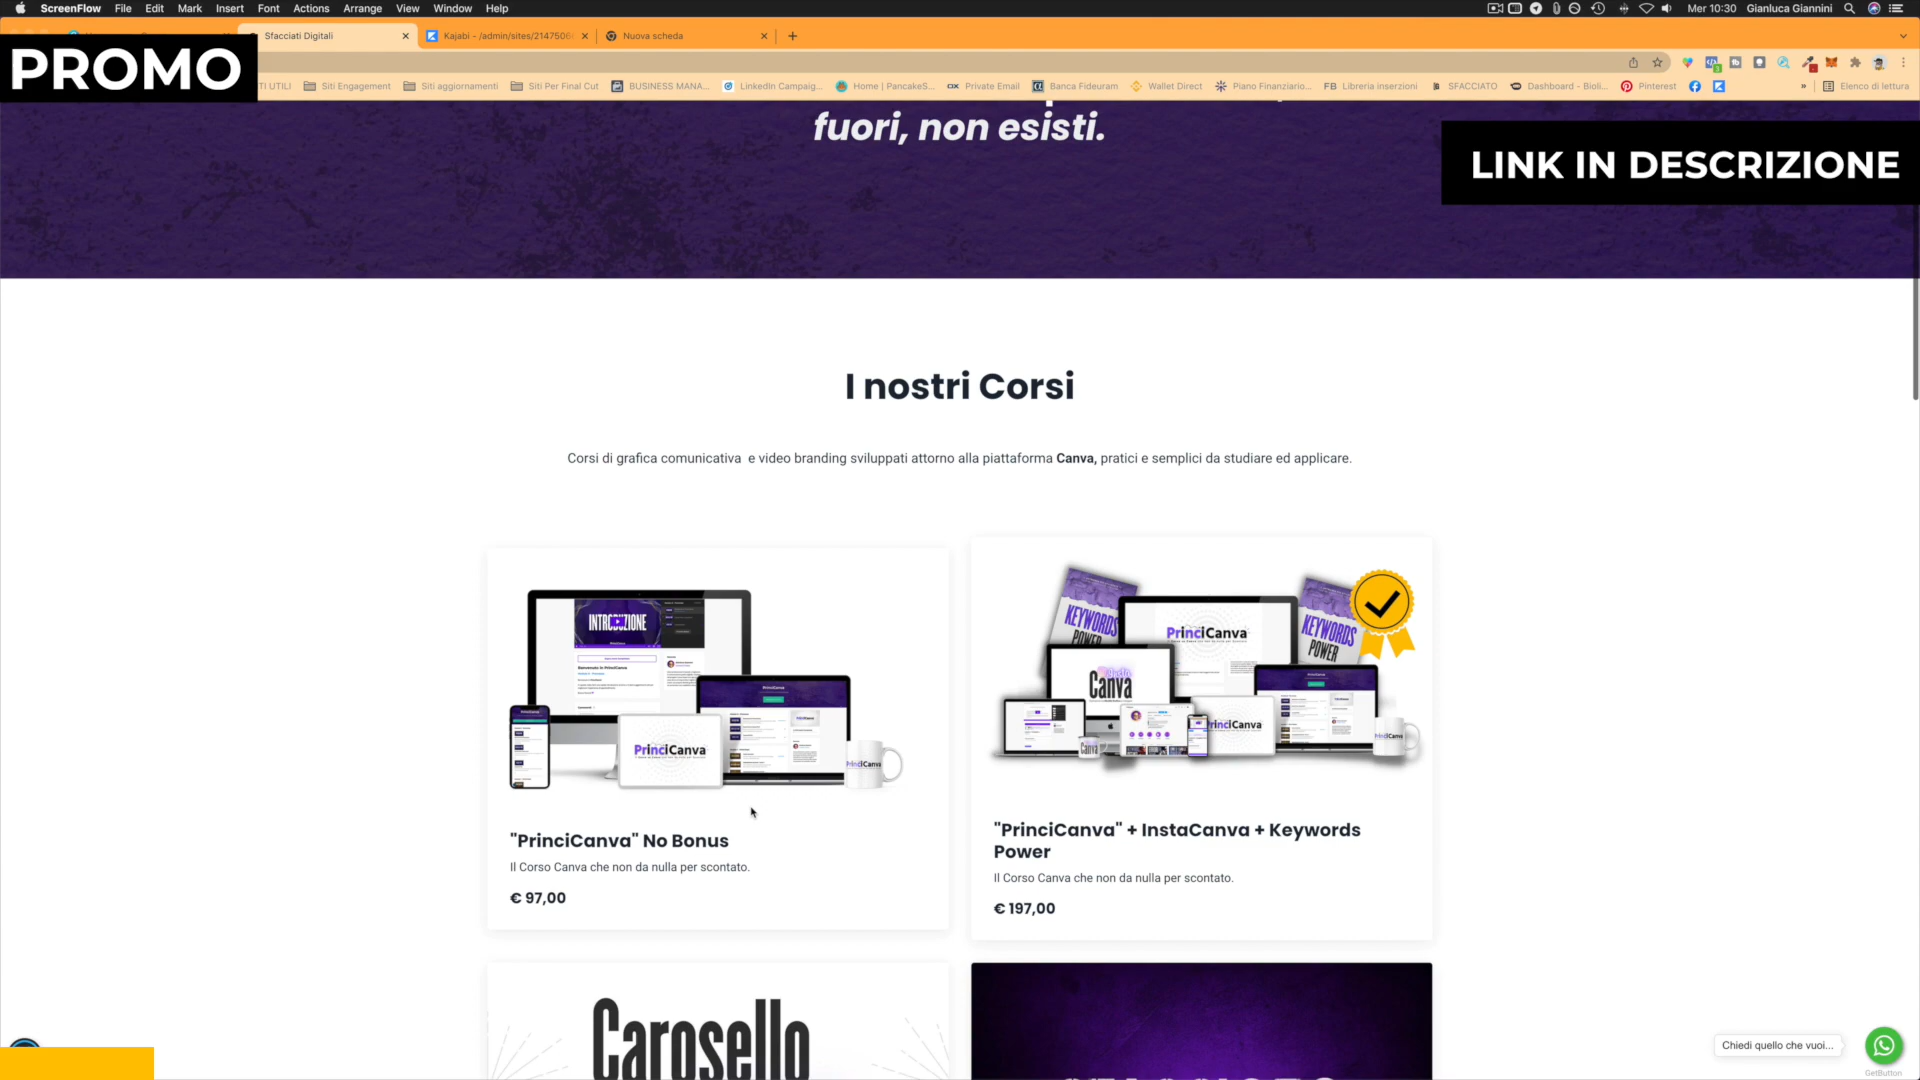 ScreenFlow File Edit Mark Insert Font Actions Arrange View Window Help
Mer 10:30 Gianluca Giannini
Sfacciati Digitali
Kajabi - /admin/sites/2147506
Nuova scheda
PROMO
TI UTILI Siti Engagement Siti aggiornamenti Siti Per Final Cut BUSINESS MANA... LinkedIn Campaig... Home | PancakeS... Private Email Banca Fideuram Wallet Direct Piano Finanziario... FB Libreria inserzioni SFACCIATO Dashboard - Bioli... Pinterest » Elenco di lettura
fuori, non esisti.
LINK IN DESCRIZIONE
I nostri Corsi
Corsi di grafica comunicativa e video branding sviluppati attorno alla piattaforma Canva, pratici e semplici da studiare ed applicare.
INTRODUZIONE
PrinciCanva
PrinciCanva
KEYWORDS
POWER
PrinciCanva
KEYWORDS
POWER
Canva
PrinciCanva
Canva
PrinciCanva
"PrinciCanva" No Bonus
Il Corso Canva che non da nulla per scontato.
€ 97,00
"PrinciCanva" + InstaCanva + Keywords
Power
Il Corso Canva che non da nulla per scontato.
€ 197,00
Carosello
Chiedi quello che vuoi...
GetButton